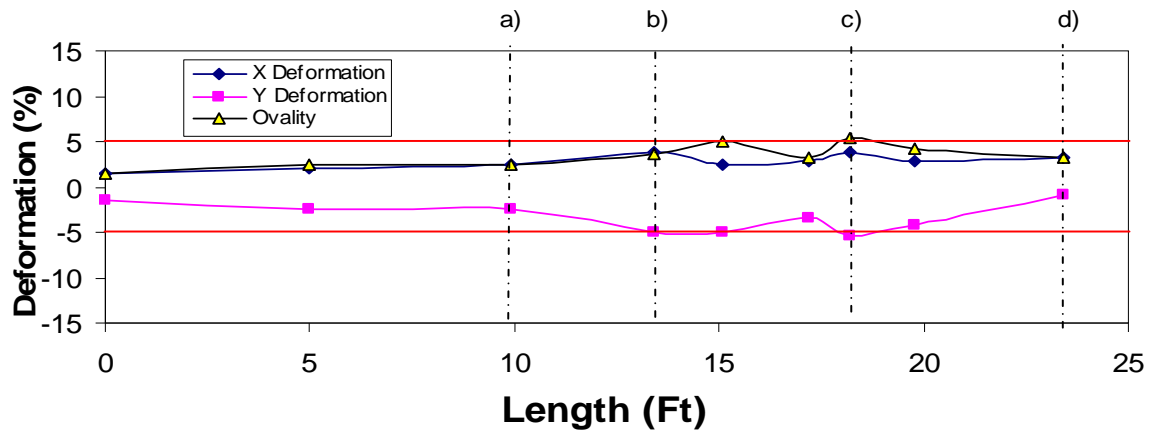 a) b) c) d)
15
10
5
0
-5
-10
-15
X Deformation
Y Deformation
Ovality
Deformation (%)
0 5 10 15 20 25
Length (Ft)